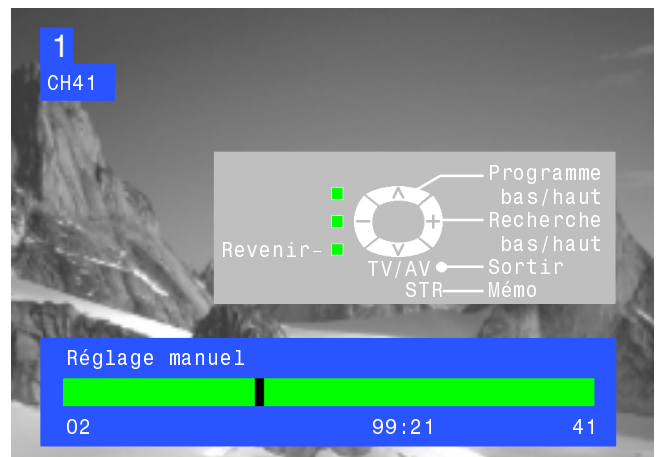 1
CH41
Programme
bas/haut
Recherche
bas/haut
Revenir
TV/AV
Sortir
STR
Mémo
Réglage manuel
02 99:21 41